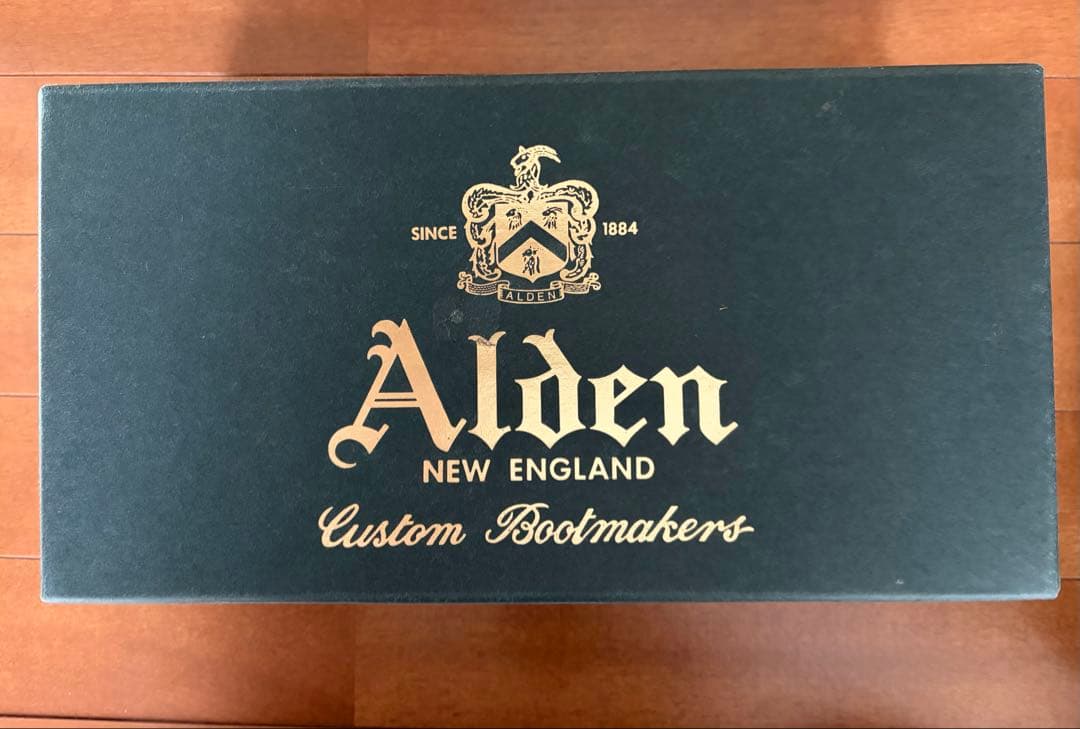 SINCE 1884
ALDEN
Alden
NEW ENGLAND
Custom Bootmakers